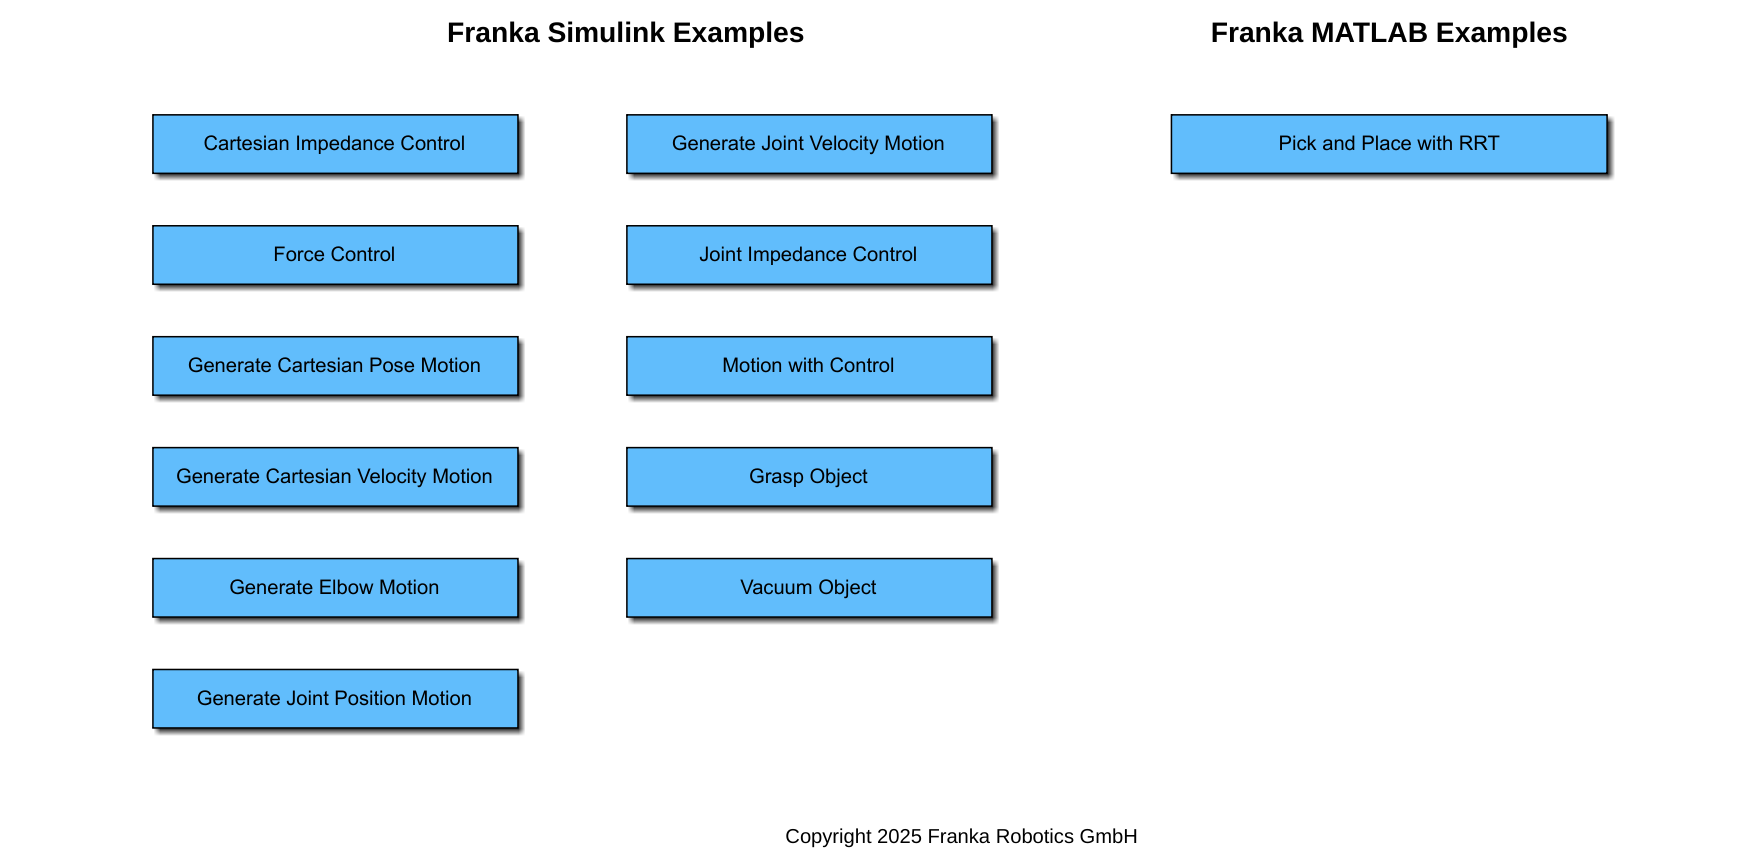 Franka Simulink Examples
Cartesian Impedance Control
Force Control
Generate Cartesian Pose Motion
Generate Cartesian Velocity Motion
Generate Elbow Motion
Generate Joint Position Motion
Generate Joint Velocity Motion
Joint Impedance Control
Motion with Control
Grasp Object
Vacuum Object
Franka MATLAB Examples
Pick and Place with RRT
Copyright 2025 Franka Robotics GmbH